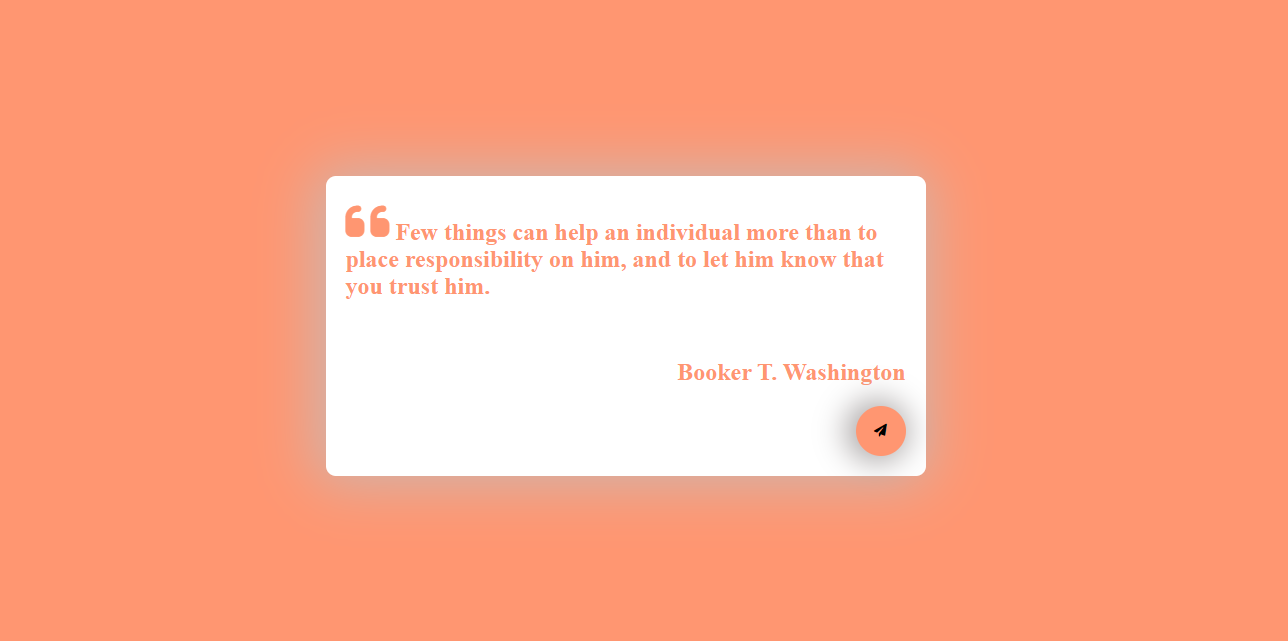 Few things can help an individual more than to
place responsibility on him, and to let him know that
you trust him.
Booker T. Washington